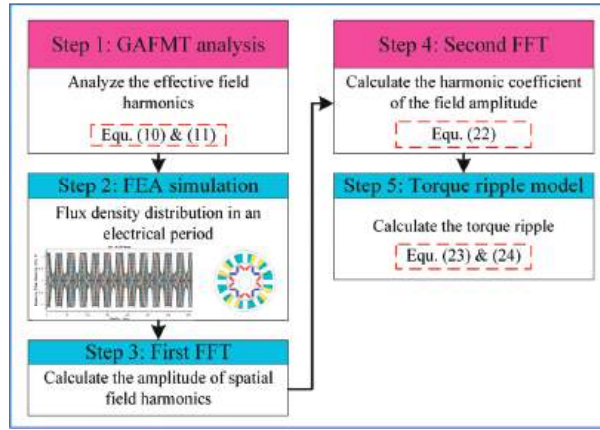 Step 1: GAFMT analysis
Analyze the effective field
harmonics
Equ. (10) & (11)
Step 2: FEA simulation
Flux density distribution in an
electrical period
Step 3: First FFT
Calculate the amplitude of spatial
field harmonics
Step 4: Second FFT
Calculate the harmonic coefficient
of the field amplitude
Equ. (22)
Step 5: Torque ripple model
Calculate the torque ripple
Equ. (23) & (24)